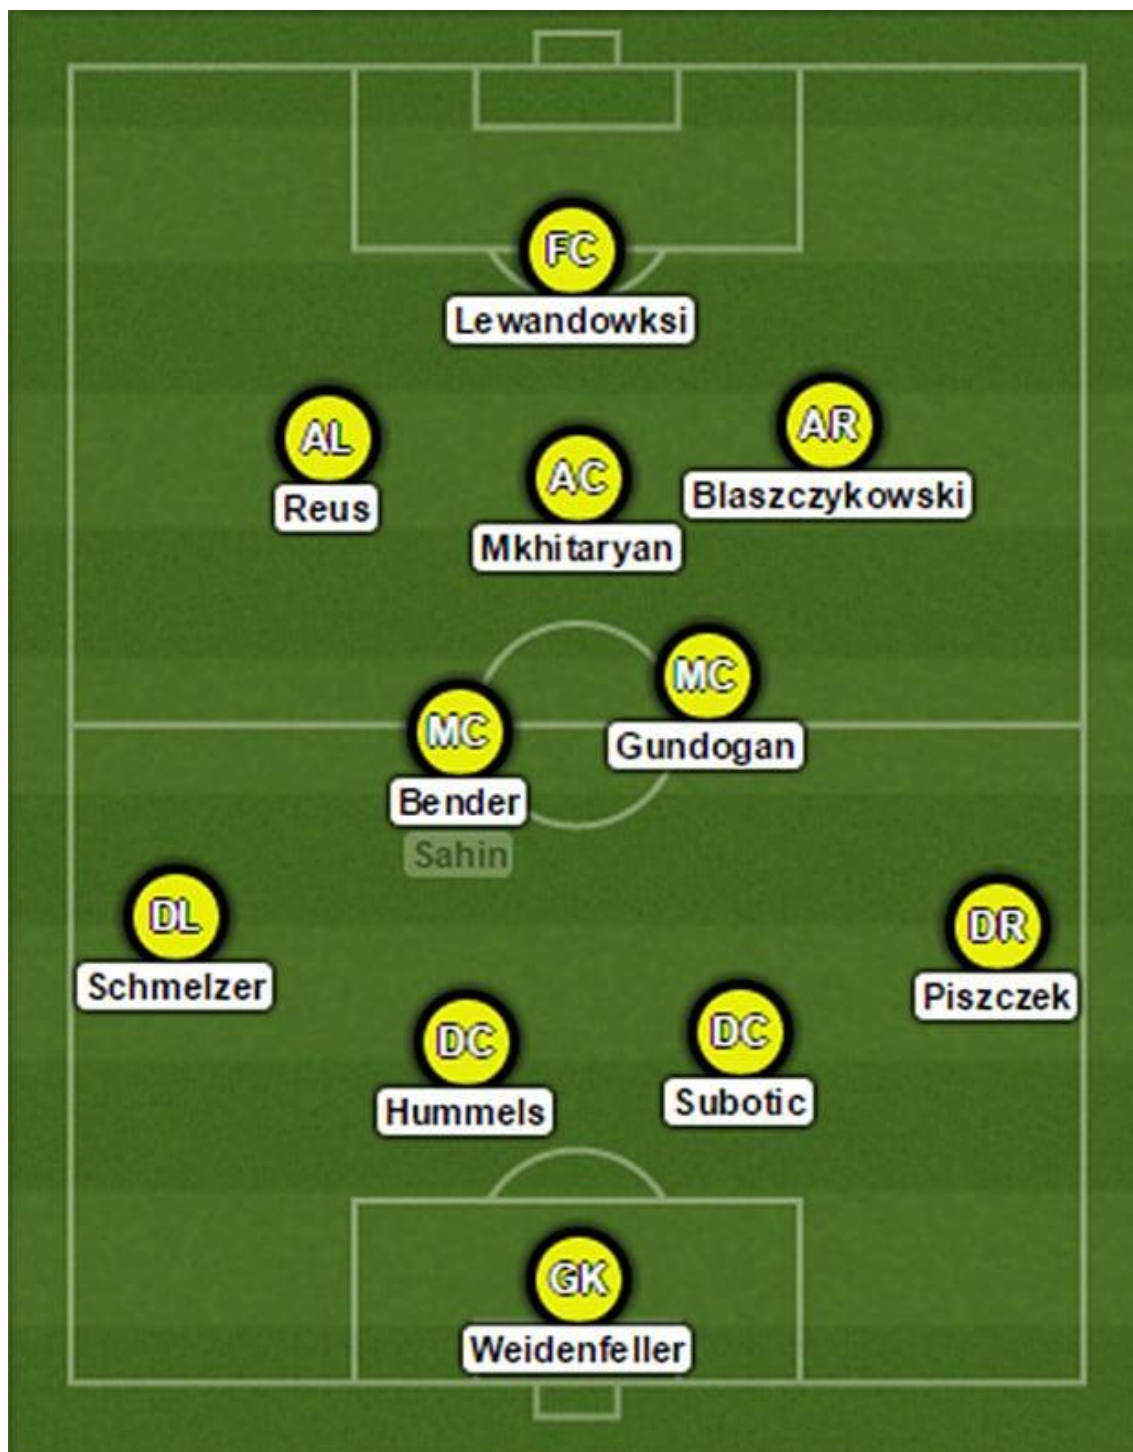 FC
Lewandowksi
AL
Reus
AC
Mkhitaryan
AR
Blaszczykowski
MC
Bender
Sahin
MC
Gundogan
DL
Schmelzer
DC
Hummels
DC
Subotic
DR
Piszczek
GK
Weidenfeller